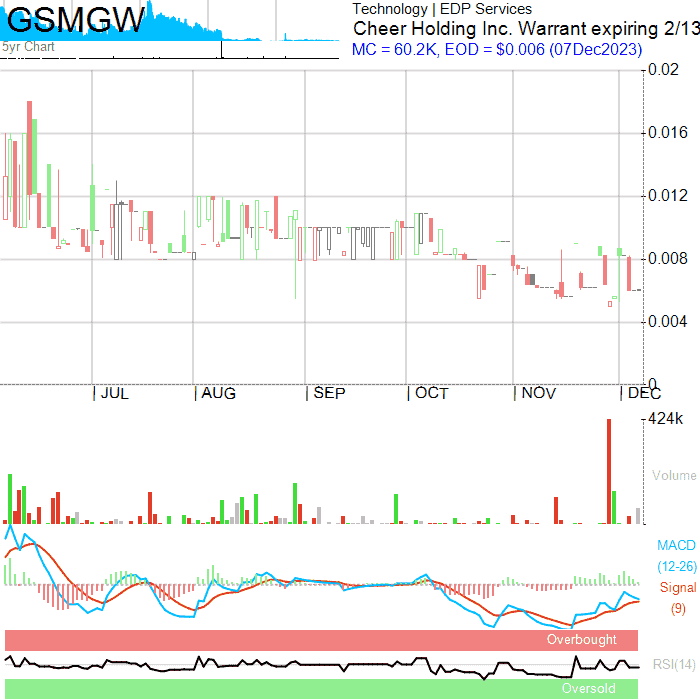 GSMGW
5yr Chart
Technology | EDP Services
Cheer Holding Inc. Warrant expiring 2/13
MC = 60.2K, EOD = $0.006 (07Dec2023)
0.02
0.016
0.012
0.008
0.004
0
JUL AUG SEP OCT NOV DEC
424k
Volume
MACD
(12-26)
Signal
(9)
Overbought
RSI(14)
Oversold